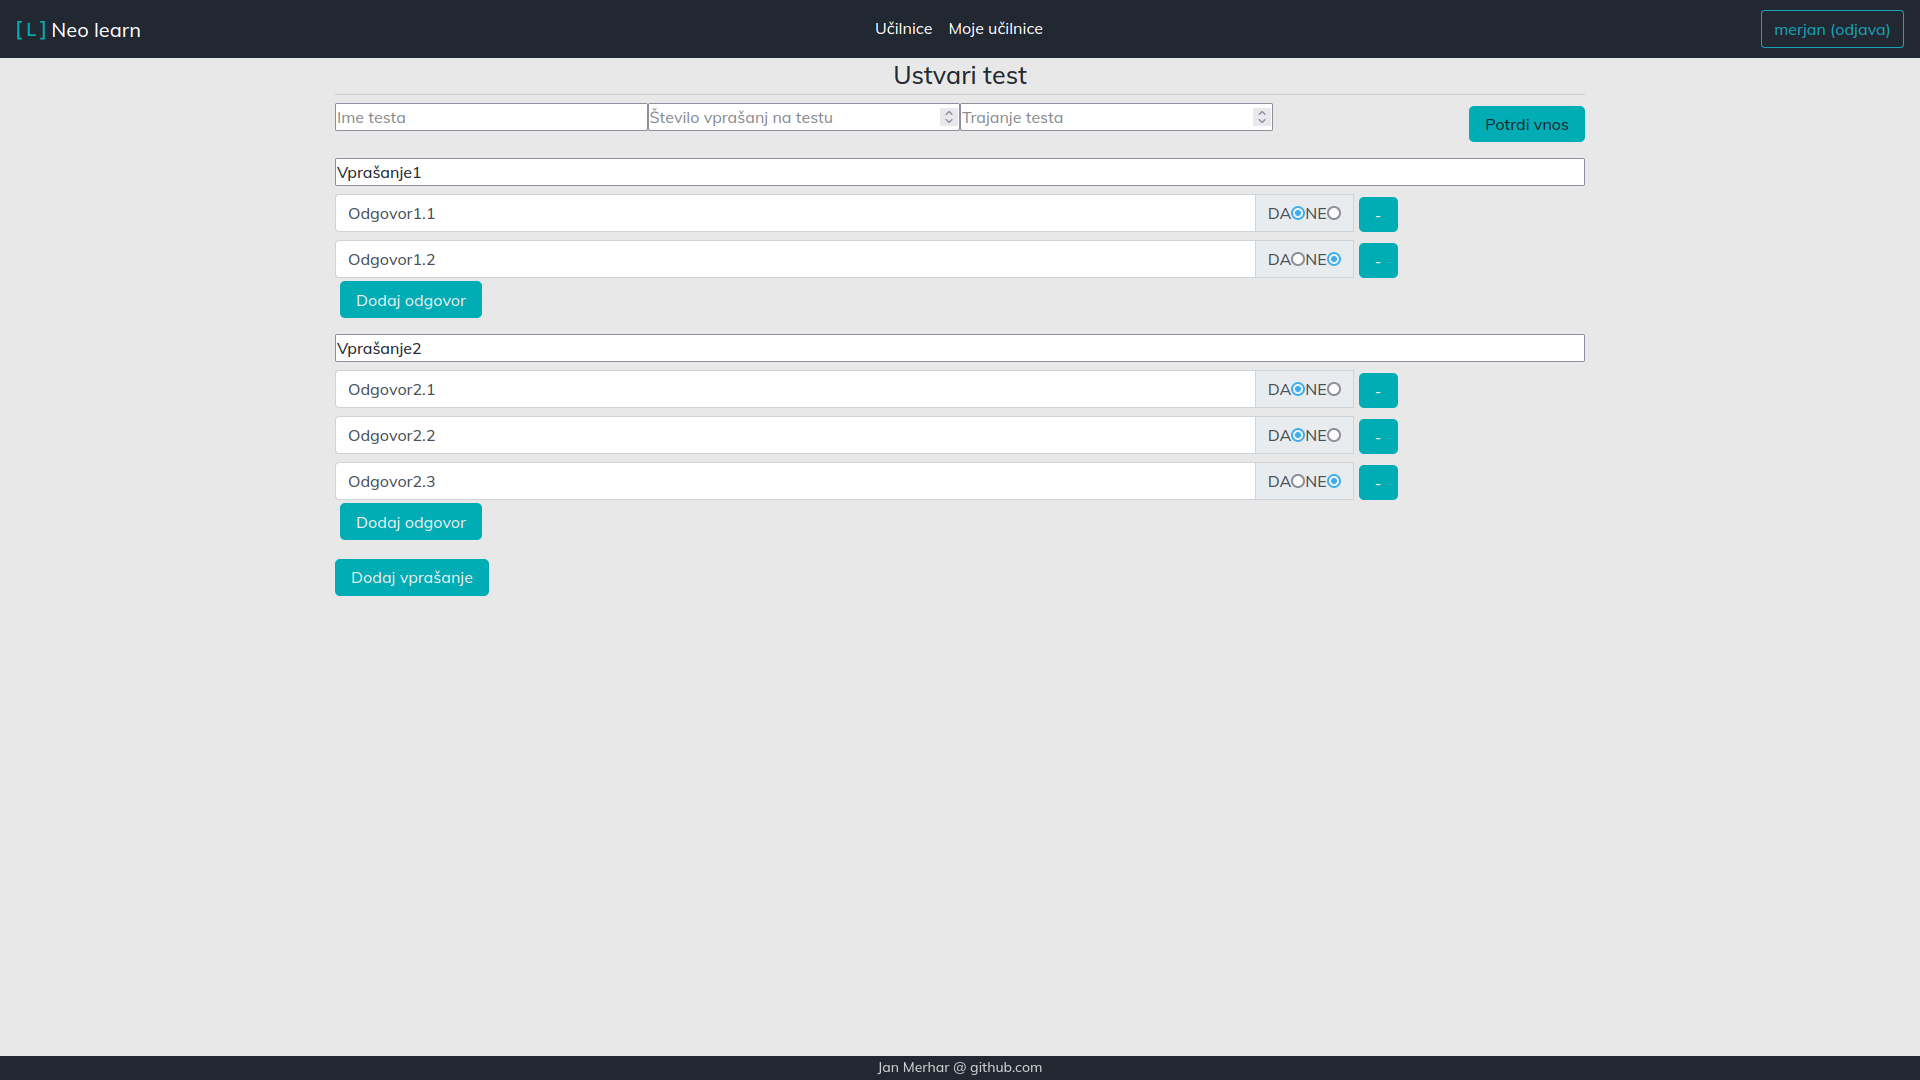 [L] Neo learn Učilnice Moje učilnice merjan (odjava)
Ustvari test
Ime testa Število vprašanj na testu Trajanje testa Potrdi vnos
Vprašanje1
Odgovor1.1 DA NE -
Odgovor1.2 DA NE -
Dodaj odgovor
Vprašanje2
Odgovor2.1 DA NE -
Odgovor2.2 DA NE -
Odgovor2.3 DA NE -
Dodaj odgovor
Dodaj vprašanje
Jan Merhar @ github.com